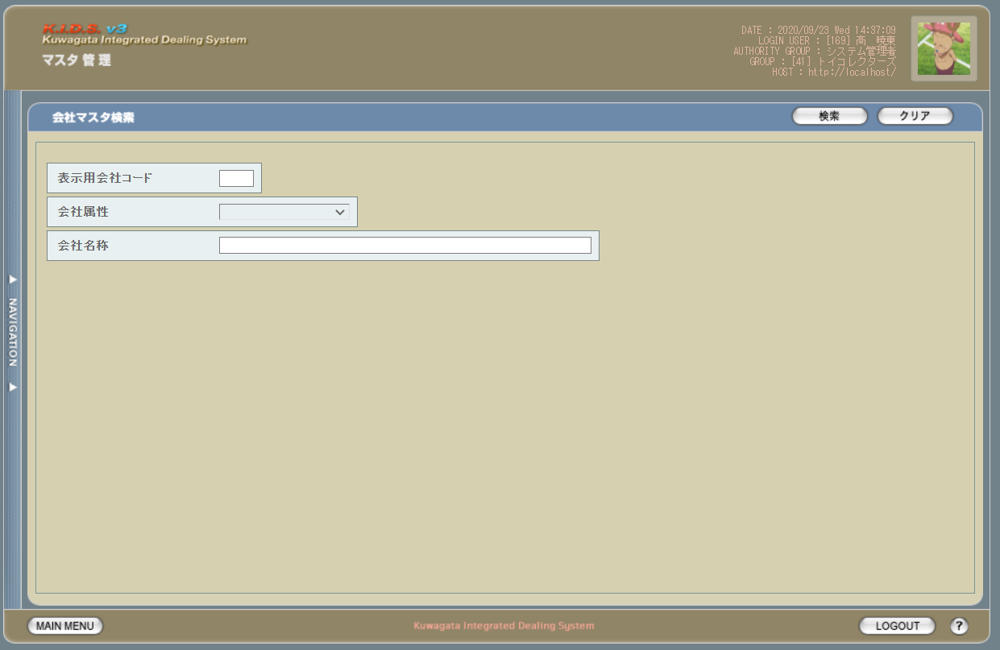 K.I.D.S. v3
Kuwagata Integrated Dealing System
マスタ管理
DATE : 2020/09/23 Wed 14:37:09
LOGIN USER : [169] 高　暁東
AUTHORITY GROUP : システム管理者
GROUP : [41] トイコレクターズ
HOST : http://localhost/
会社マスタ検索
検索
クリア
表示用会社コード
会社属性
会社名称
NAVIGATION
MAIN MENU
Kuwagata Integrated Dealing System
LOGOUT
?